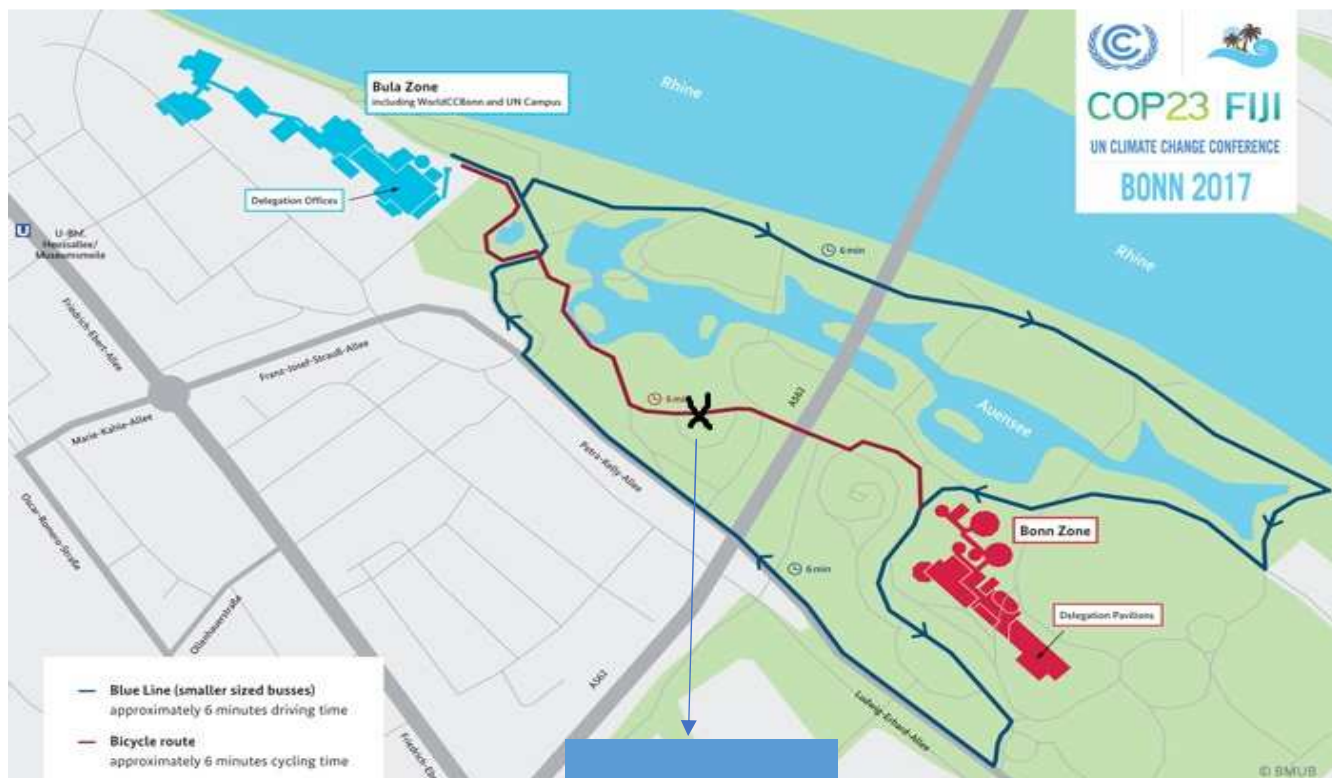 Bula Zone
including WorldCCBonn and UN Campus
Delegation Offices
Rhine
COP23 FIJI
UN CLIMATE CHANGE CONFERENCE
BONN 2017
U
Museumsmeile
Rhine
6 min
Friedrich-Ebert-Allee
Franz-Josef-Strauß-Allee
Marie-Kahle-Allee
A562
Auensee
Petra-Kelly-Allee
Oscar-Romero-Straße
Ollenhauerstraße
Bonn Zone
6 min
Delegation Pavilions
A562
Ludwig-Erhard-Allee
Blue Line (smaller sized busses)
approximately 6 minutes driving time
Bicycle route
approximately 6 minutes cycling time
© BMUB